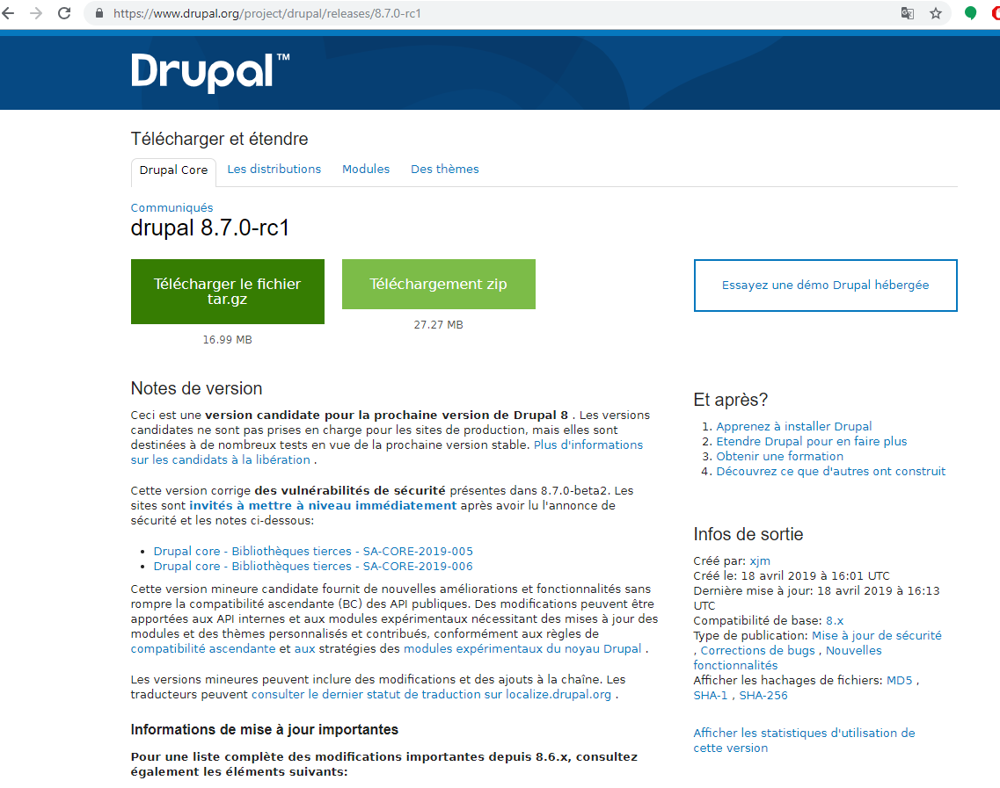 https://www.drupal.org/project/drupal/releases/8.7.0-rc1
Drupal™
Télécharger et étendre
Drupal Core
Les distributions
Modules
Des thèmes
Communiqués
drupal 8.7.0-rc1
Télécharger le fichier
tar.gz
16.99 MB
Téléchargement zip
27.27 MB
Essayez une démo Drupal hébergée
Notes de version
Ceci est une version candidate pour la prochaine version de Drupal 8 . Les versions
candidates ne sont pas prises en charge pour les sites de production, mais elles sont
destinées à de nombreux tests en vue de la prochaine version stable. Plus d'informations
sur les candidats à la libération .
Cette version corrige des vulnérabilités de sécurité présentes dans 8.7.0-beta2. Les
sites sont invités à mettre à niveau immédiatement après avoir lu l'annonce de
sécurité et les notes ci-dessous:
• Drupal core - Bibliothèques tierces - SA-CORE-2019-005
• Drupal core - Bibliothèques tierces - SA-CORE-2019-006
Cette version mineure candidate fournit de nouvelles améliorations et fonctionnalités sans
rompre la compatibilité ascendante (BC) des API publiques. Des modifications peuvent être
apportées aux API internes et aux modules expérimentaux nécessitant des mises à jour des
modules et des thèmes personnalisés et contribués, conformément aux règles de
compatibilité ascendante et aux stratégies des modules expérimentaux du noyau Drupal .
Les versions mineures peuvent inclure des modifications et des ajouts à la chaîne. Les
traducteurs peuvent consulter le dernier statut de traduction sur localize.drupal.org .
Informations de mise à jour importantes
Pour une liste complète des modifications importantes depuis 8.6.x, consultez
également les éléments suivants:
Et après?
1. Apprenez à installer Drupal
2. Etendre Drupal pour en faire plus
3. Obtenir une formation
4. Découvrez ce que d'autres ont construit
Infos de sortie
Créé par: xjm
Créé le: 18 avril 2019 à 16:01 UTC
Dernière mise à jour: 18 avril 2019 à 16:13
UTC
Compatibilité de base: 8.x
Type de publication: Mise à jour de sécurité
, Corrections de bugs , Nouvelles
fonctionnalités
Afficher les hachages de fichiers: MD5 ,
SHA-1 , SHA-256
Afficher les statistiques d'utilisation de
cette version